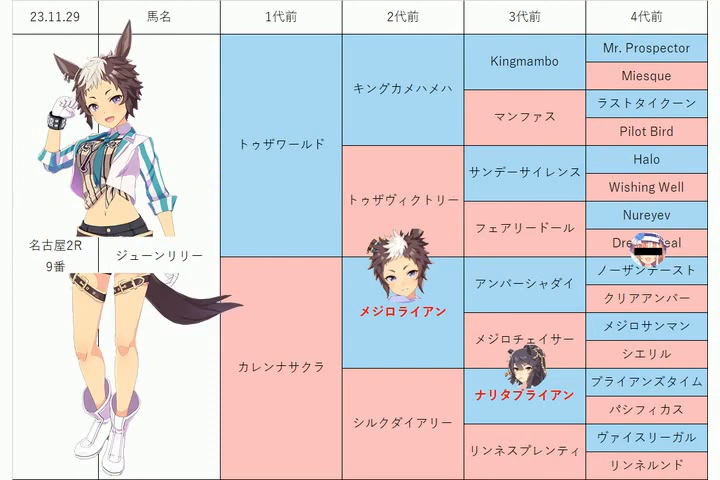 23.11.29 馬名 1代前 2代前 3代前 4代前
名古屋2R
9番
ジューンリリー
トゥザワールド
カレンナサクラ
キングカメハメハ
トゥザヴィクトリー
メジロライアン
シルクダイアリー
Kingmambo
マンファス
サンデーサイレンス
フェアリードール
アンバーシャダイ
メジロチェイサー
ナリタブライアン
リンネスプレンティ
Mr. Prospector
Miesque
ラストタイクーン
Pilot Bird
Halo
Wishing Well
Nureyev
ノーザンテースト
クリアアンバー
メジロサンマン
シエリル
ブライアンズタイム
パシフィカス
ヴァイスリーガル
リンネルンド